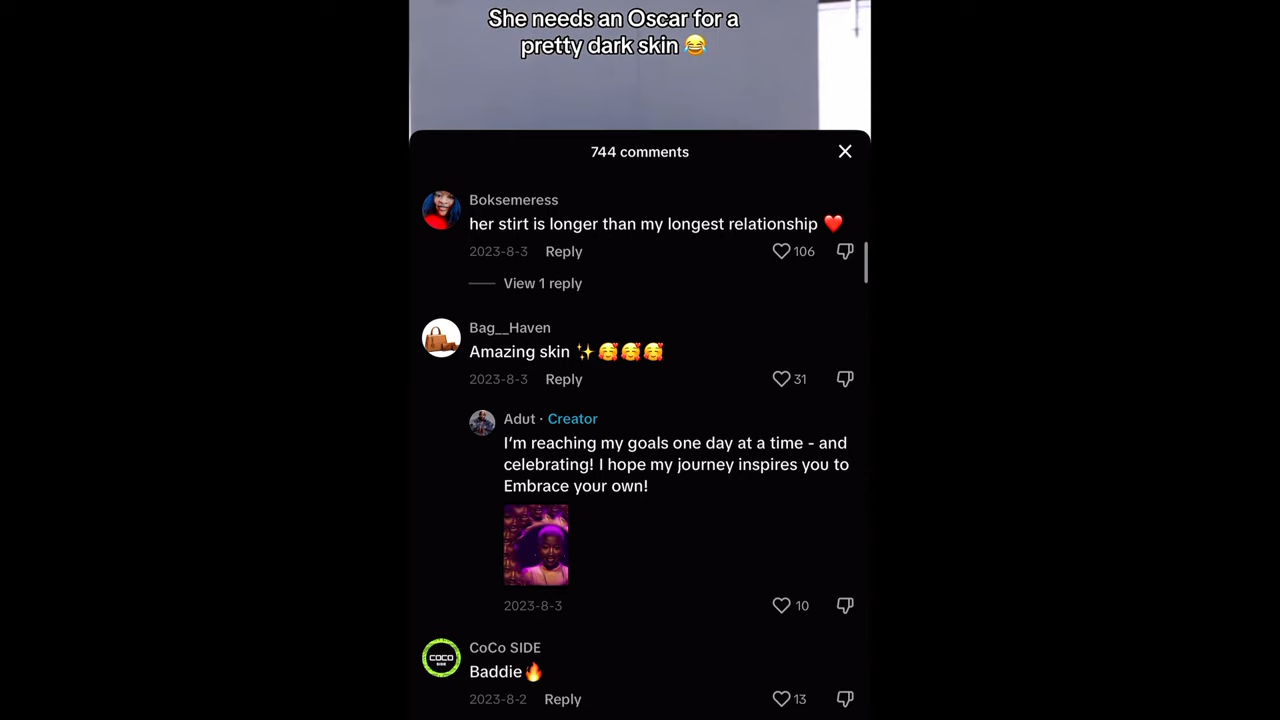 She needs an Oscar for a
pretty dark skin 😂
744 comments
Boksemeress
her stirt is longer than my longest relationship ❤️
2023-8-3 Reply 106
View 1 reply
Bag__Haven
Amazing skin ✨🥰🥰🥰
2023-8-3 Reply 31
Adut · Creator
I'm reaching my goals one day at a time - and
celebrating! I hope my journey inspires you to
Embrace your own!
2023-8-3 10
COCO
SIDE
CoCo SIDE
Baddie🔥
2023-8-2 Reply 13